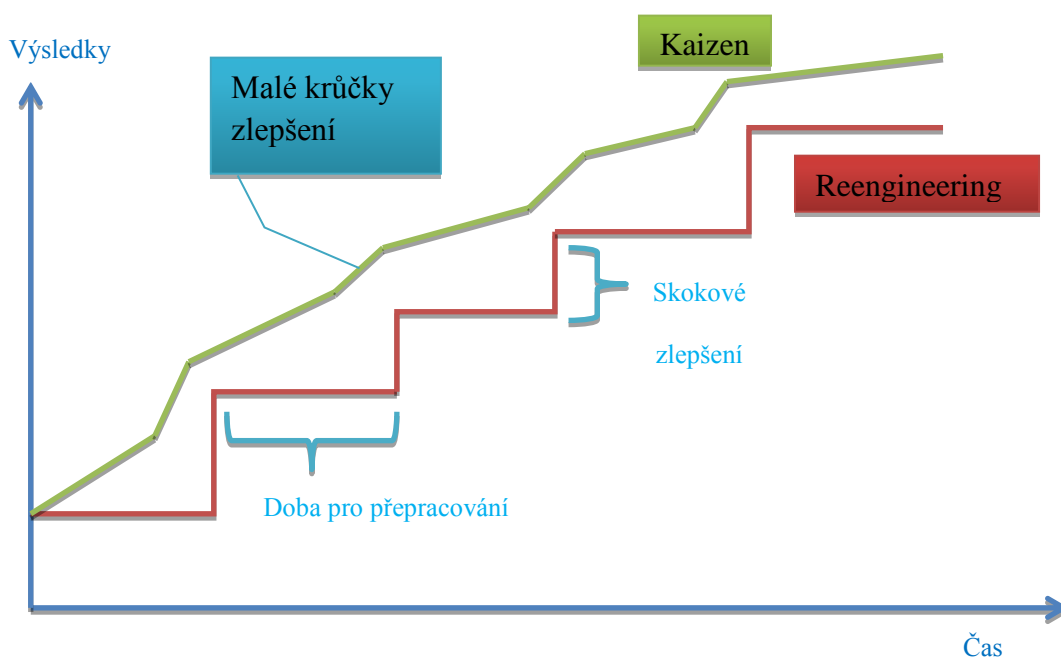 Výsledky
Kaizen
Malé krůčky
zlepšení
Reengineering
Skokové
zlepšení
Doba pro přepracování
Čas